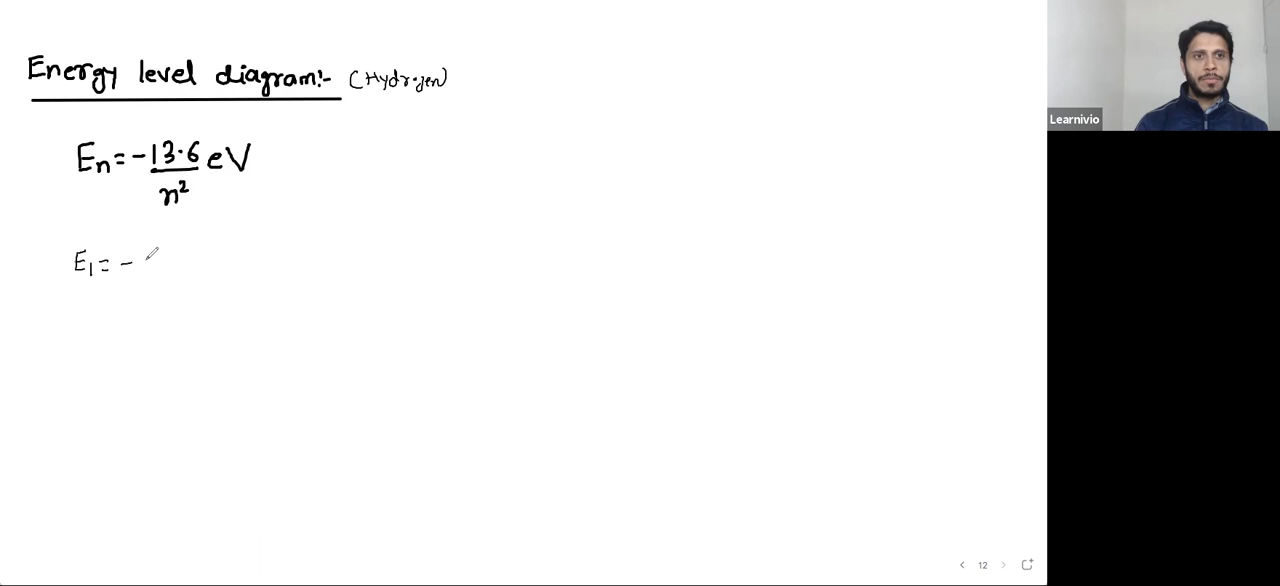 Energy level diagram:- (Hydrogen)
En = -13.6/n² eV
E1 = -
Learnivio
12